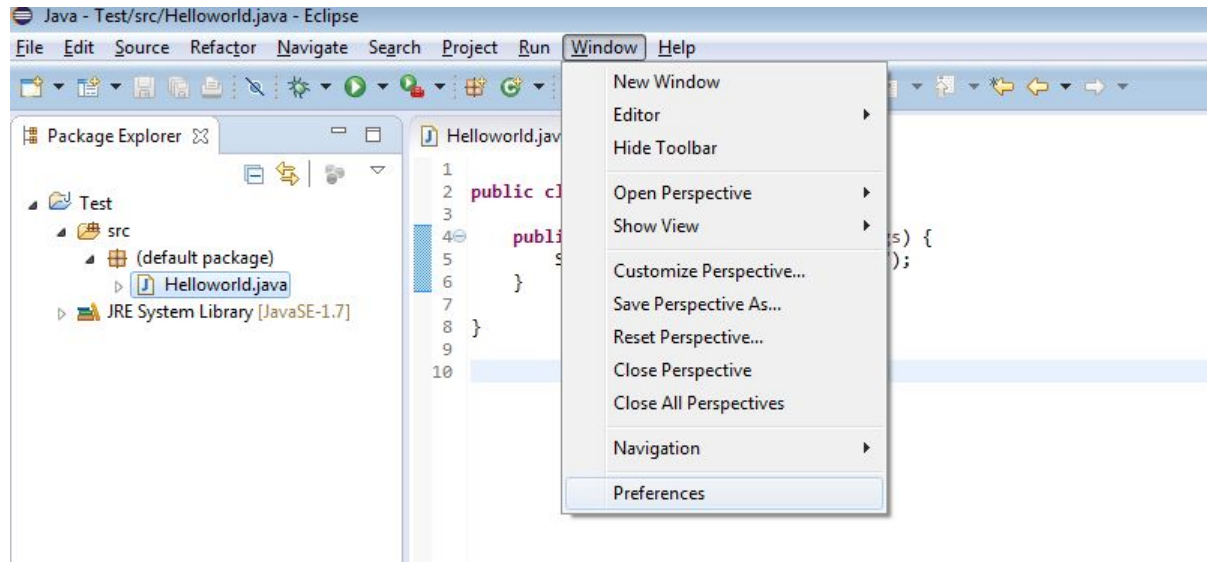 Java - Test/src/Helloworld.java - Eclipse
File Edit Source Refactor Navigate Search Project Run Window Help
Package Explorer
Test
src
(default package)
Helloworld.java
JRE System Library [JavaSE-1.7]
Helloworld.jav
1
2 public cl
3
4 publi gs) {
5 S );
6 }
7
8 }
9
10
New Window
Editor
Hide Toolbar
Open Perspective
Show View
Customize Perspective...
Save Perspective As...
Reset Perspective...
Close Perspective
Close All Perspectives
Navigation
Preferences